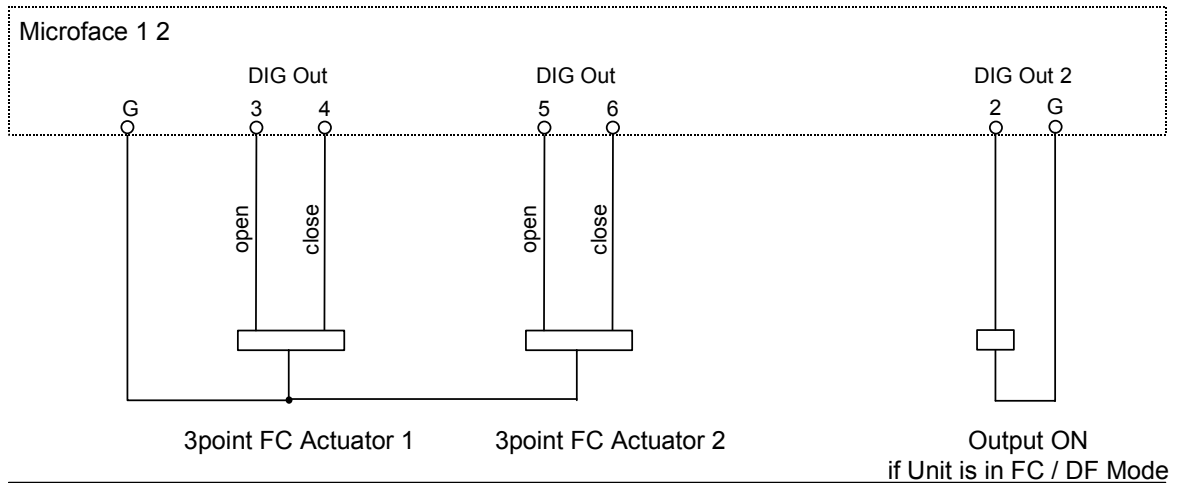 Microface 1 2
DIG Out DIG Out DIG Out 2
G 3 4 5 6 2 G
open close open close
3point FC Actuator 1 3point FC Actuator 2 Output ON
if Unit is in FC / DF Mode